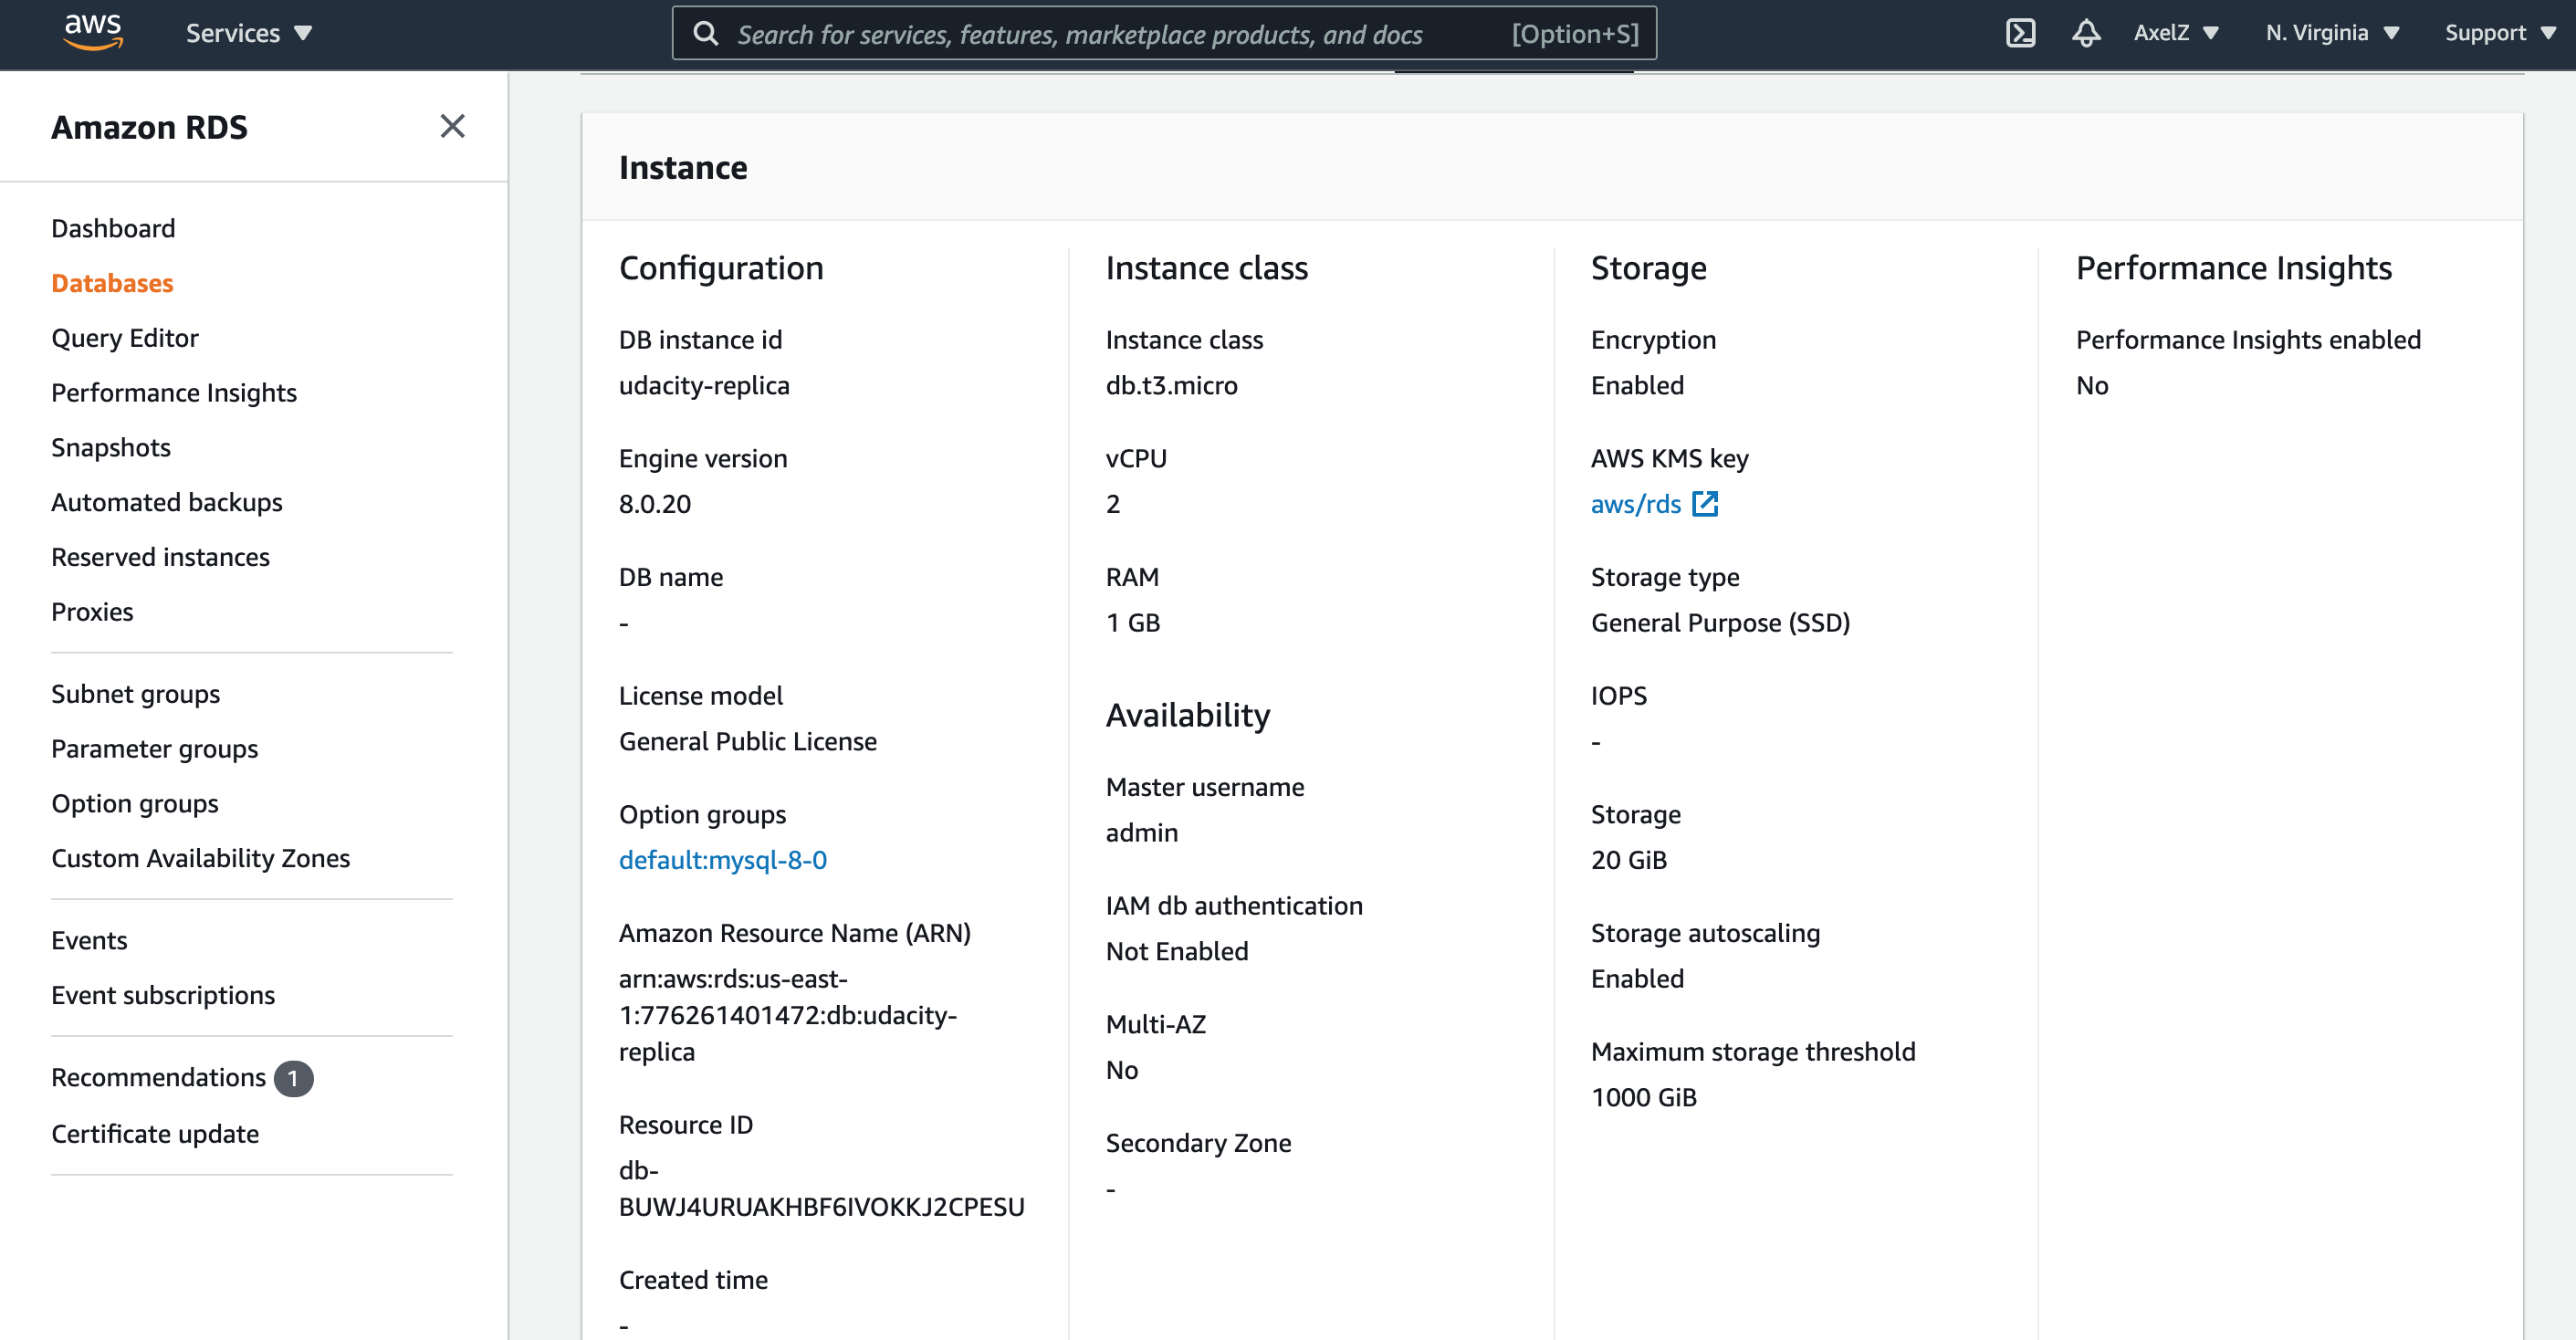 aws
Services
Search for services, features, marketplace products, and docs
[Option+S]
AxelZ
N. Virginia
Support
Amazon RDS
Dashboard
Databases
Query Editor
Performance Insights
Snapshots
Automated backups
Reserved instances
Proxies
Subnet groups
Parameter groups
Option groups
Custom Availability Zones
Events
Event subscriptions
Recommendations 1
Certificate update
Instance
Configuration
DB instance id
udacity-replica
Engine version
8.0.20
DB name
-
License model
General Public License
Option groups
default:mysql-8-0
Amazon Resource Name (ARN)
arn:aws:rds:us-east-
1:776261401472:db:udacity-
replica
Resource ID
db-
BUWJ4URUAKHBF6IVOKKJ2CPESU
Created time
-
Instance class
Instance class
db.t3.micro
vCPU
2
RAM
1 GB
Availability
Master username
admin
IAM db authentication
Not Enabled
Multi-AZ
No
Secondary Zone
-
Storage
Encryption
Enabled
AWS KMS key
aws/rds
Storage type
General Purpose (SSD)
IOPS
-
Storage
20 GiB
Storage autoscaling
Enabled
Maximum storage threshold
1000 GiB
Performance Insights
Performance Insights enabled
No